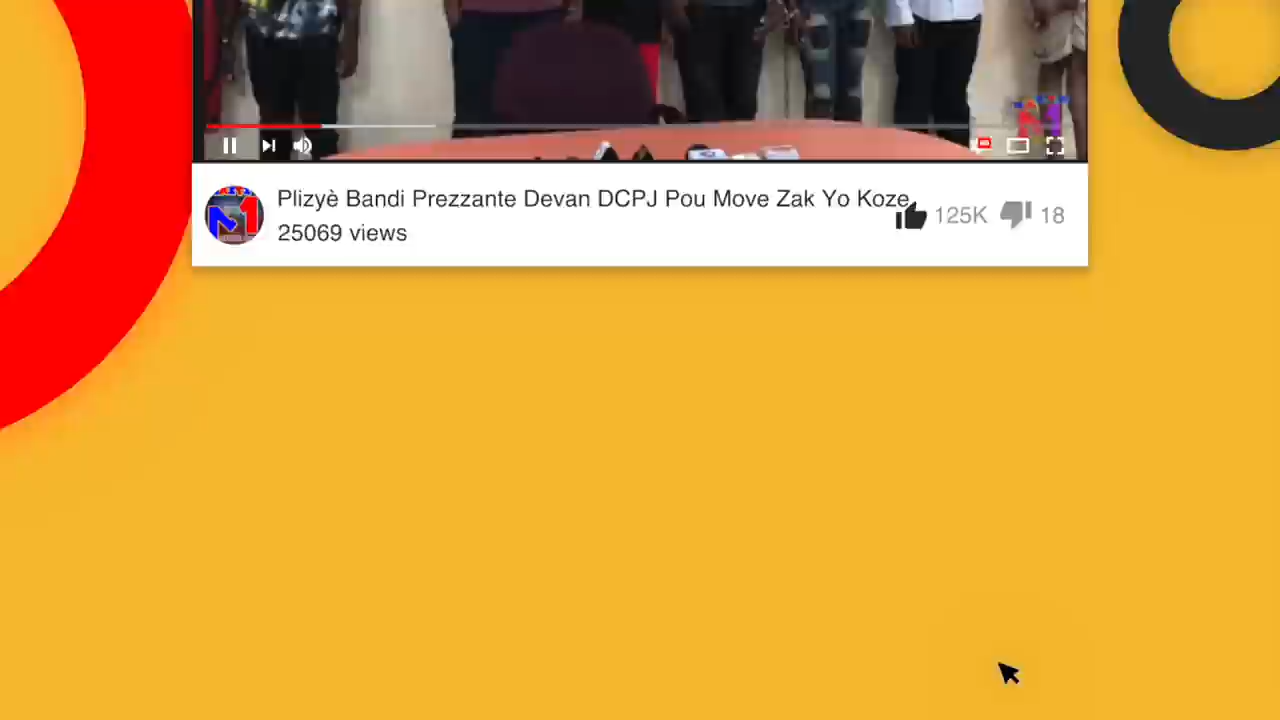 Plizyè Bandi Prezzante Devan DCPJ Pou Move Zak Yo Koze
25069 views
125K
18